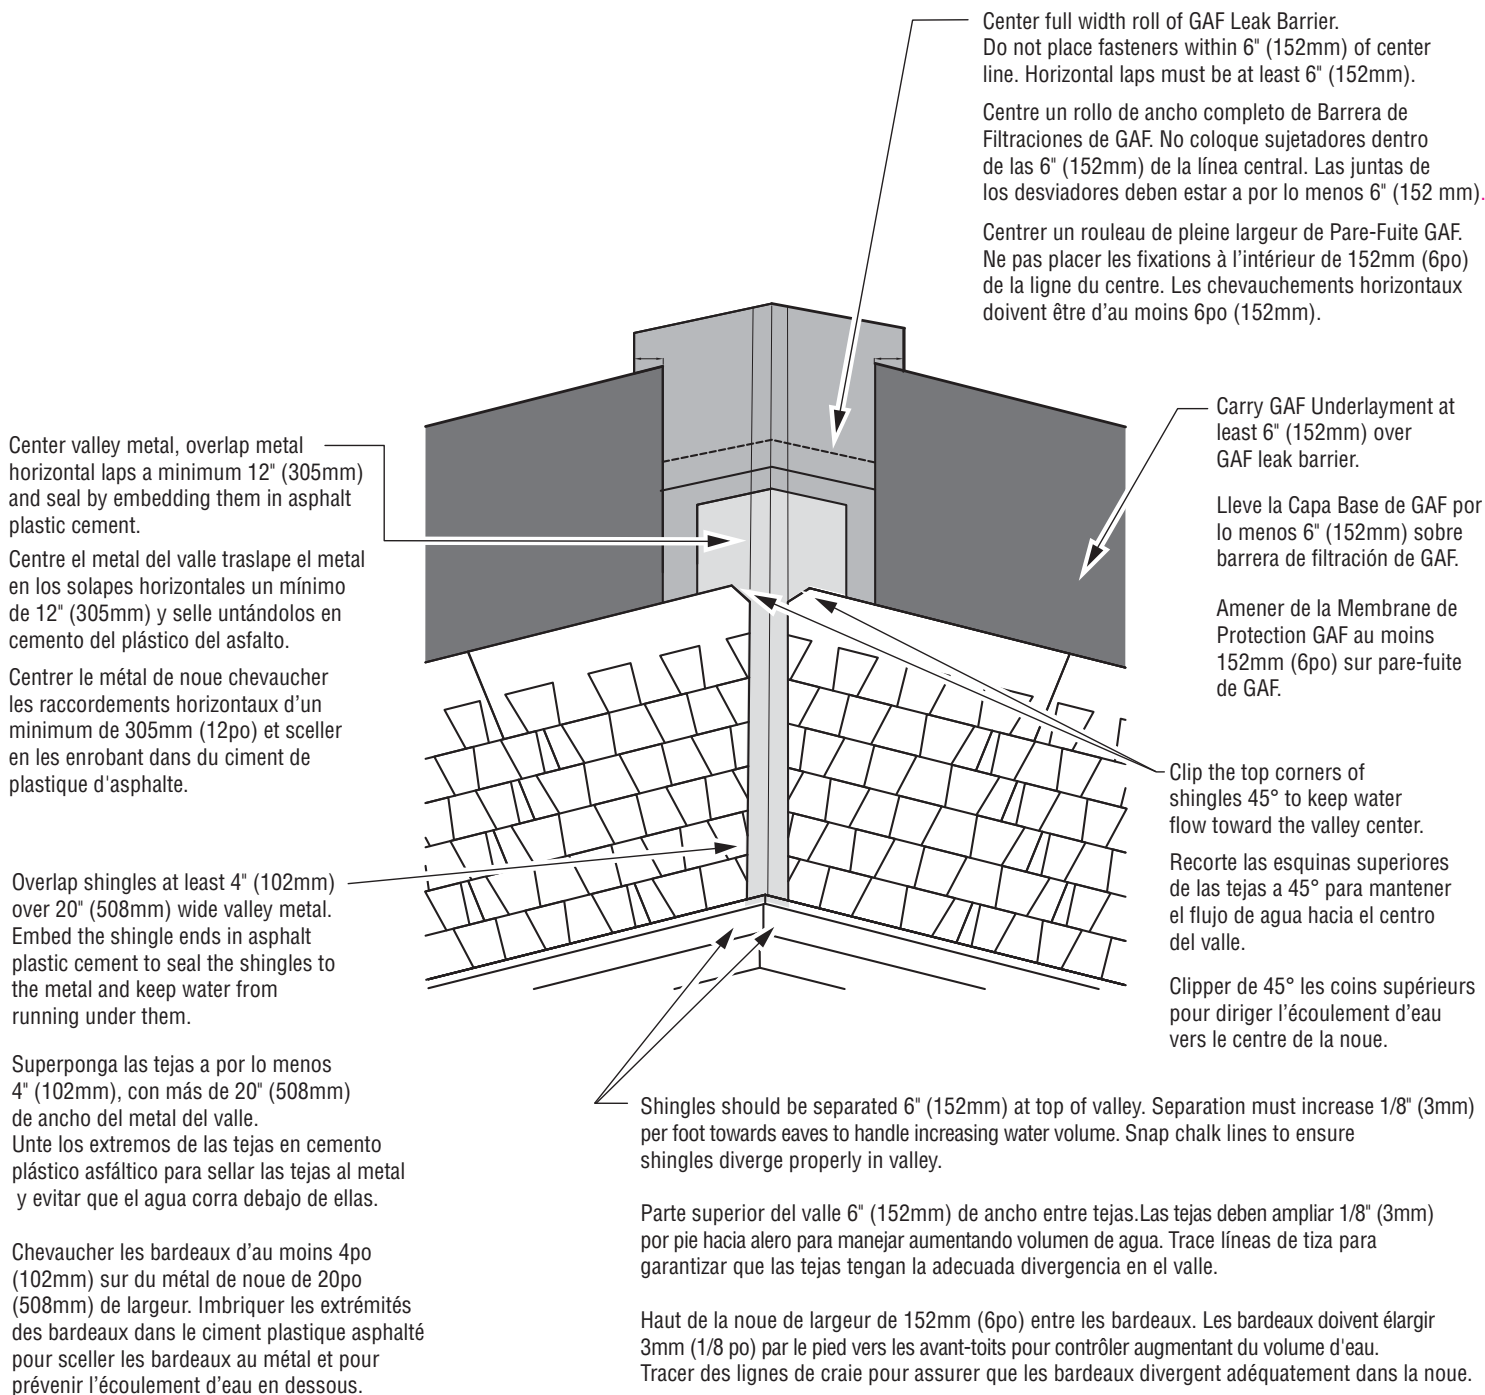 Center full width roll of GAF Leak Barrier.
Do not place fasteners within 6" (152mm) of center
line. Horizontal laps must be at least 6" (152mm).
Centre un rollo de ancho completo de Barrera de
Filtraciones de GAF. No coloque sujetadores dentro
de las 6" (152mm) de la línea central. Las juntas de
los desviadores deben estar a por lo menos 6" (152 mm).
Centrer un rouleau de pleine largeur de Pare-Fuite GAF.
Ne pas placer les fixations à l’intérieur de 152mm (6po)
de la ligne du centre. Les chevauchements horizontaux
doivent être d’au moins 6po (152mm).
Carry GAF Underlayment at
least 6" (152mm) over
GAF leak barrier.
Lleve la Capa Base de GAF por
lo menos 6" (152mm) sobre
barrera de filtración de GAF.
Amener de la Membrane de
Protection GAF au moins
152mm (6po) sur pare-fuite
de GAF.
Center valley metal, overlap metal
horizontal laps a minimum 12" (305mm)
and seal by embedding them in asphalt
plastic cement.
Centre el metal del valle traslape el metal
en los solapes horizontales un mínimo
de 12" (305mm) y selle untándolos en
cemento del plástico del asfalto.
Centrer le métal de noue chevaucher
les raccordements horizontaux d’un
minimum de 305mm (12po) et sceller
en les enrobant dans du ciment de
plastique d'asphalte.
Clip the top corners of
shingles 45° to keep water
flow toward the valley center.
Recorte las esquinas superiores
de las tejas a 45° para mantener
el flujo de agua hacia el centro
del valle.
Clipper de 45° les coins supérieurs
pour diriger l’écoulement d’eau
vers le centre de la noue.
Overlap shingles at least 4" (102mm)
over 20" (508mm) wide valley metal.
Embed the shingle ends in asphalt
plastic cement to seal the shingles to
the metal and keep water from
running under them.
Superponga las tejas a por lo menos
4" (102mm), con más de 20" (508mm)
de ancho del metal del valle.
Unte los extremos de las tejas en cemento
plástico asfáltico para sellar las tejas al metal
y evitar que el agua corra debajo de ellas.
Chevaucher les bardeaux d’au moins 4po
(102mm) sur du métal de noue de 20po
(508mm) de largeur. Imbriquer les extrémités
des bardeaux dans le ciment plastique asphalté
pour sceller les bardeaux au métal et pour
prévenir l’écoulement d’eau en dessous.
Shingles should be separated 6" (152mm) at top of valley. Separation must increase 1/8" (3mm)
per foot towards eaves to handle increasing water volume. Snap chalk lines to ensure
shingles diverge properly in valley.
Parte superior del valle 6" (152mm) de ancho entre tejas.Las tejas deben ampliar 1/8" (3mm)
por pie hacia alero para manejar aumentando volumen de agua. Trace líneas de tiza para
garantizar que las tejas tengan la adecuada divergencia en el valle.
Haut de la noue de largeur de 152mm (6po) entre les bardeaux. Les bardeaux doivent élargir
3mm (1/8 po) par le pied vers les avant-toits pour contrôler augmentant du volume d'eau.
Tracer des lignes de craie pour assurer que les bardeaux divergent adéquatement dans la noue.